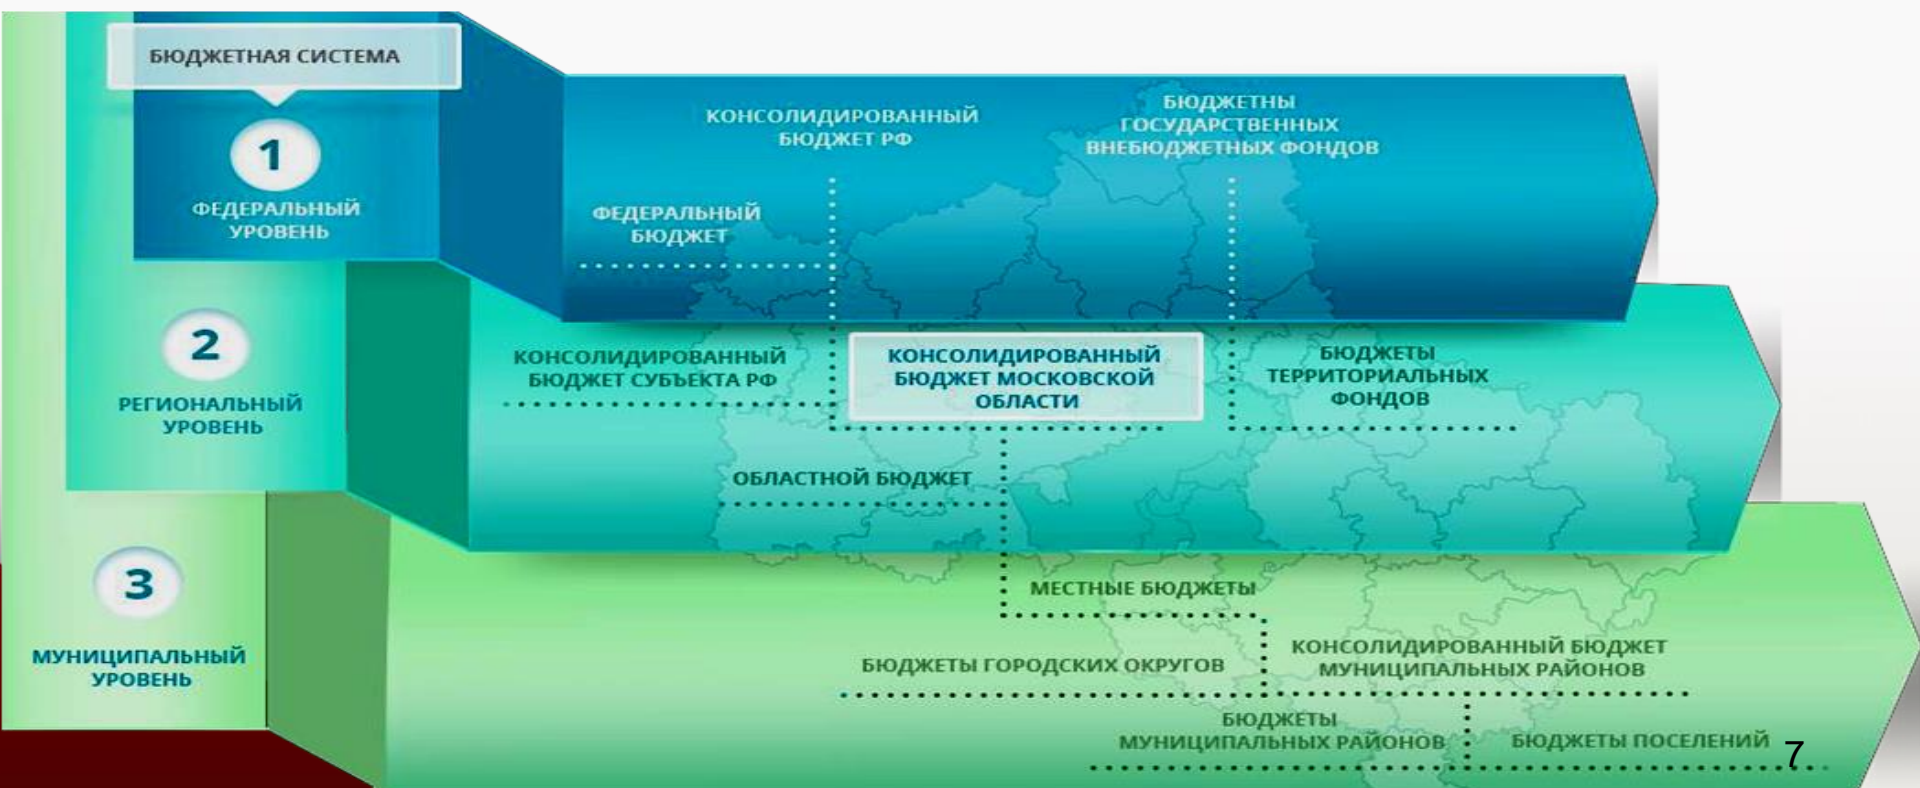 БЮДЖЕТНАЯ СИСТЕМА
1
ФЕДЕРАЛЬНЫЙ
УРОВЕНЬ
КОНСОЛИДИРОВАННЫЙ
БЮДЖЕТ РФ
БЮДЖЕТНЫ
ГОСУДАРСТВЕННЫХ
ВНЕБЮДЖЕТНЫХ ФОНДОВ
ФЕДЕРАЛЬНЫЙ
БЮДЖЕТ
2
РЕГИОНАЛЬНЫЙ
УРОВЕНЬ
КОНСОЛИДИРОВАННЫЙ
БЮДЖЕТ СУБЪЕКТА РФ
КОНСОЛИДИРОВАННЫЙ
БЮДЖЕТ МОСКОВСКОЙ
ОБЛАСТИ
БЮДЖЕТЫ
ТЕРРИТОРИАЛЬНЫХ
ФОНДОВ
ОБЛАСТНОЙ БЮДЖЕТ
3
МУНИЦИПАЛЬНЫЙ
УРОВЕНЬ
МЕСТНЫЕ БЮДЖЕТЫ
БЮДЖЕТЫ ГОРОДСКИХ ОКРУГОВ
КОНСОЛИДИРОВАННЫЙ БЮДЖЕТ
МУНИЦИПАЛЬНЫХ РАЙОНОВ
БЮДЖЕТЫ
МУНИЦИПАЛЬНЫХ РАЙОНОВ
БЮДЖЕТЫ ПОСЕЛЕНИЙ
7